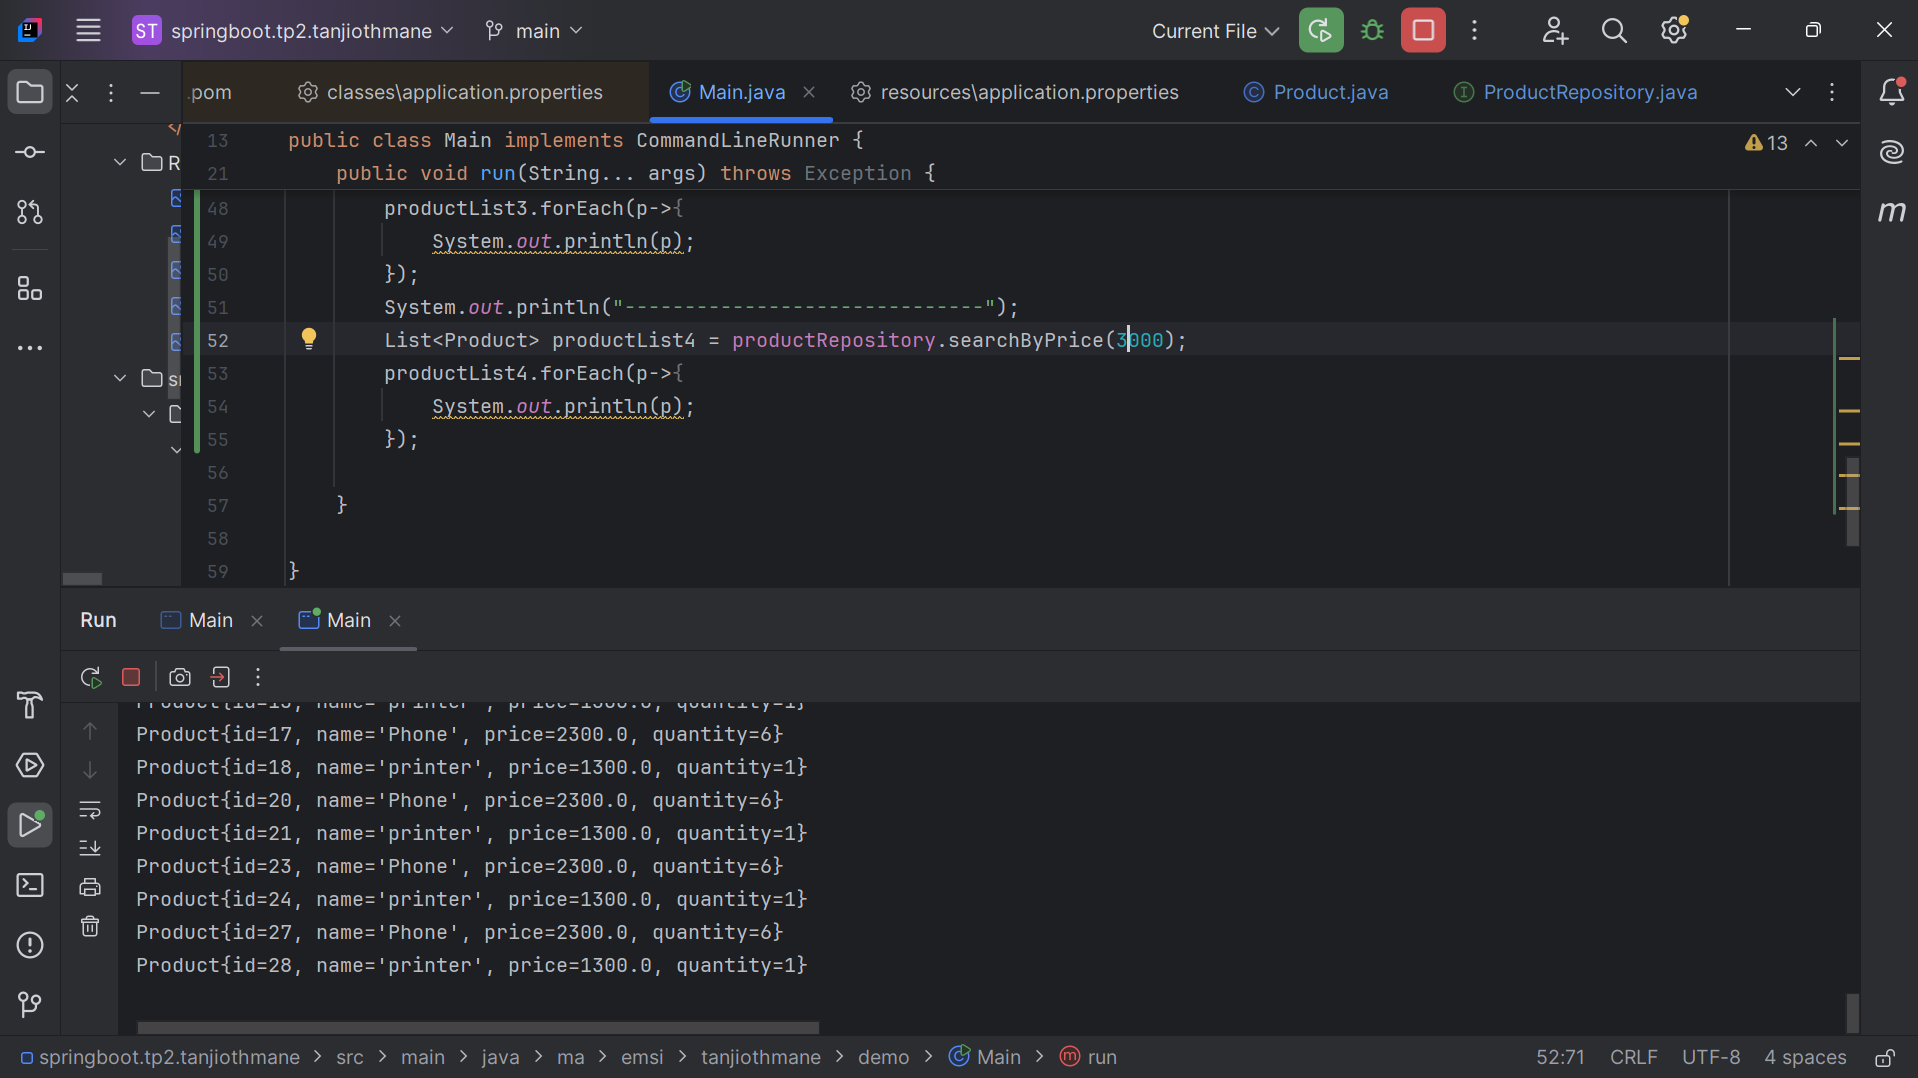 ST springboot.tp2.tanjiothmane main Current File
.pom classes\application.properties Main.java resources\application.properties Product.java ProductRepository.java
13 public class Main implements CommandLineRunner { 13
21 public void run(String... args) throws Exception {
48 productList3.forEach(p->{
49 System.out.println(p);
50 });
51 System.out.println("------------------------------");
52 List<Product> productList4 = productRepository.searchByPrice(3000);
53 productList4.forEach(p->{
54 System.out.println(p);
55 });
56
57 }
58
59 }
Run Main Main
name='printer', price=1300.0, quantity=1}
Product{id=17, name='Phone', price=2300.0, quantity=6}
Product{id=18, name='printer', price=1300.0, quantity=1}
Product{id=20, name='Phone', price=2300.0, quantity=6}
Product{id=21, name='printer', price=1300.0, quantity=1}
Product{id=23, name='Phone', price=2300.0, quantity=6}
Product{id=24, name='printer', price=1300.0, quantity=1}
Product{id=27, name='Phone', price=2300.0, quantity=6}
Product{id=28, name='printer', price=1300.0, quantity=1}
springboot.tp2.tanjiothmane > src > main > java > ma > emsi > tanjiothmane > demo > Main > run 52:71 CRLF UTF-8 4 spaces